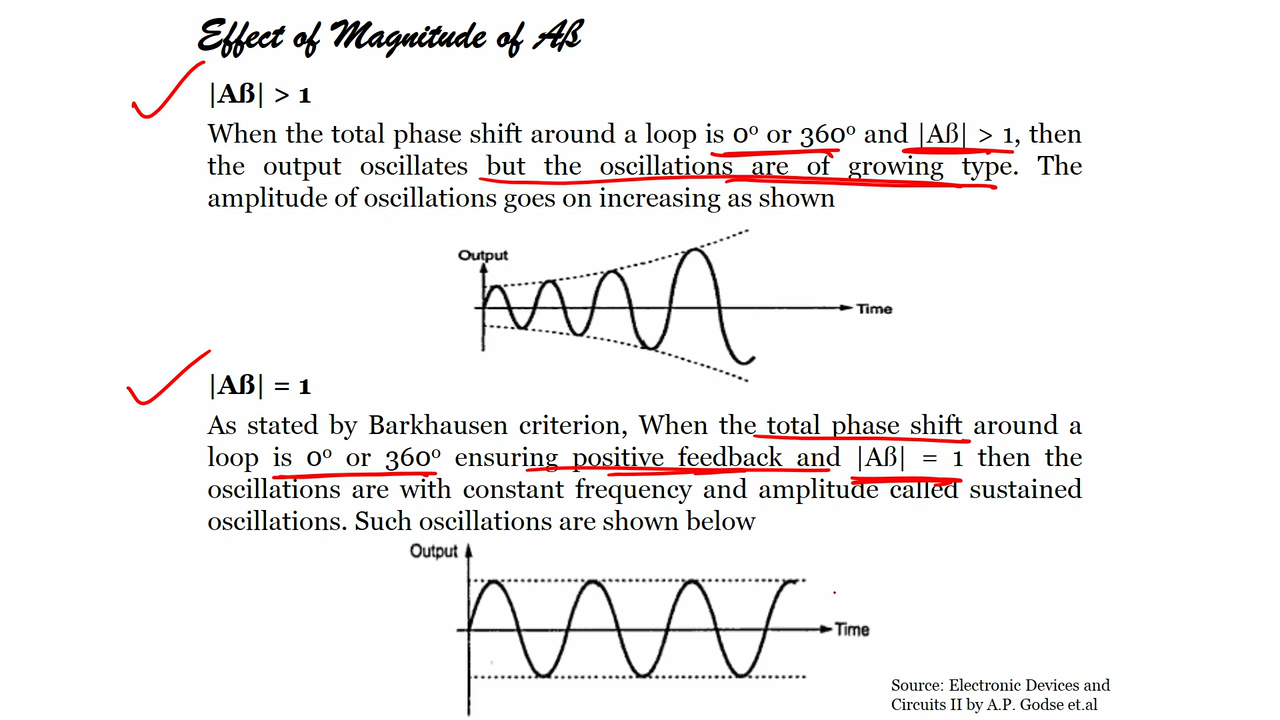 Effect of Magnitude of Aß
|Aß| > 1
When the total phase shift around a loop is 0º or 360º and |Aß| > 1, then
the output oscillates but the oscillations are of growing type. The
amplitude of oscillations goes on increasing as shown
Output
Time
|Aß| = 1
As stated by Barkhausen criterion, When the total phase shift around a
loop is 0º or 360º ensuring positive feedback and |Aß| = 1 then the
oscillations are with constant frequency and amplitude called sustained
oscillations. Such oscillations are shown below
Output
Time
Source: Electronic Devices and
Circuits II by A.P. Godse et.al